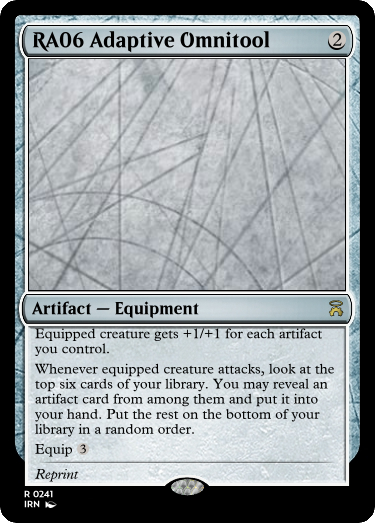 RA06 Adaptive Omnitool 2
Artifact — Equipment
Equipped creature gets +1/+1 for each artifact
you control.
Whenever equipped creature attacks, look at the
top six cards of your library. You may reveal an
artifact card from among them and put it into
your hand. Put the rest on the bottom of your
library in a random order.
Equip 3
Reprint
R 0241
IRN